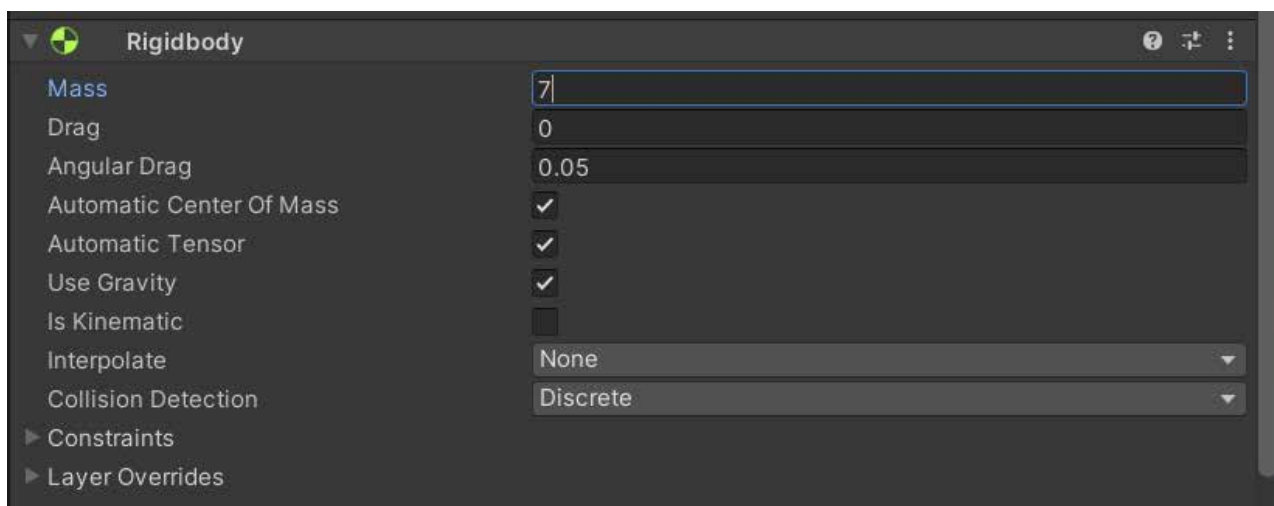 Rigidbody
Mass 7
Drag 0
Angular Drag 0.05
Automatic Center Of Mass
Automatic Tensor
Use Gravity
Is Kinematic
Interpolate None
Collision Detection Discrete
Constraints
Layer Overrides